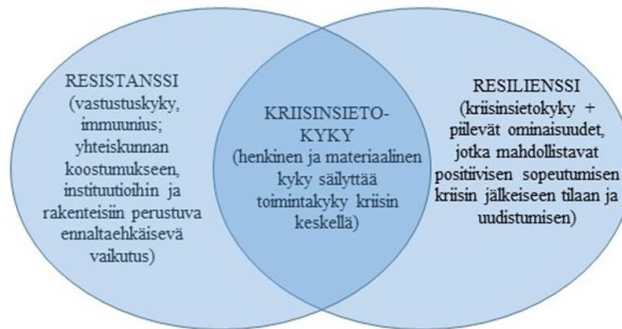 RESISTANSSI
(vastustuskyky,
immuunius;
yhteiskunnan
koostumukseen,
instituutioihin ja
rakenteisiin perustuva
ennaltaehkäisevä
vaikutus)
KRIISINSIETO-
KYKY
(henkinen ja materiaalinen
kyky säilyttää
toimintakyky kriisin
keskellä)
RESILIENSSI
(kriisinsietokyky +
piilevät ominaisuudet,
jotka mahdollistavat
positiivisen sopeutumisen
kriisin jälkeiseen tilaan ja
uudistumisen)